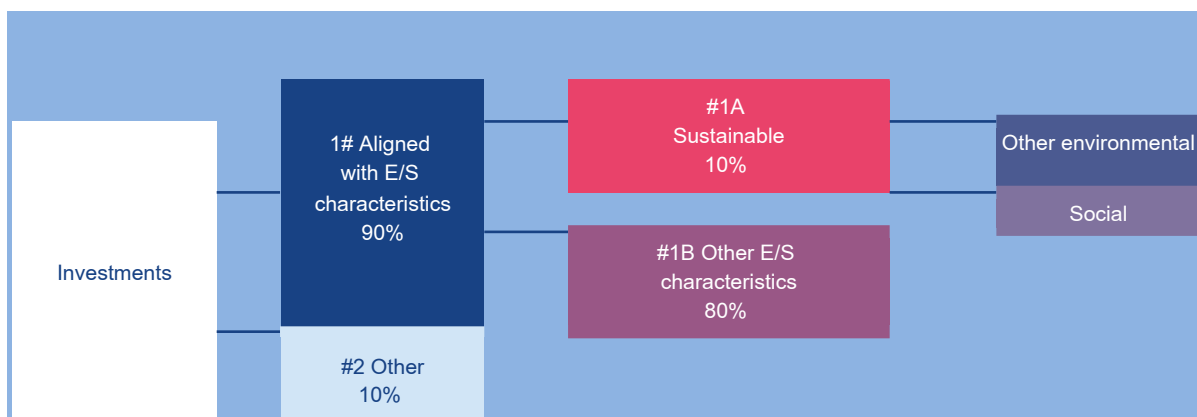 Investments
1# Aligned
with E/S
characteristics
90%
#2 Other
10%
#1A
Sustainable
10%
#1B Other E/S
characteristics
80%
Other environmental
Social